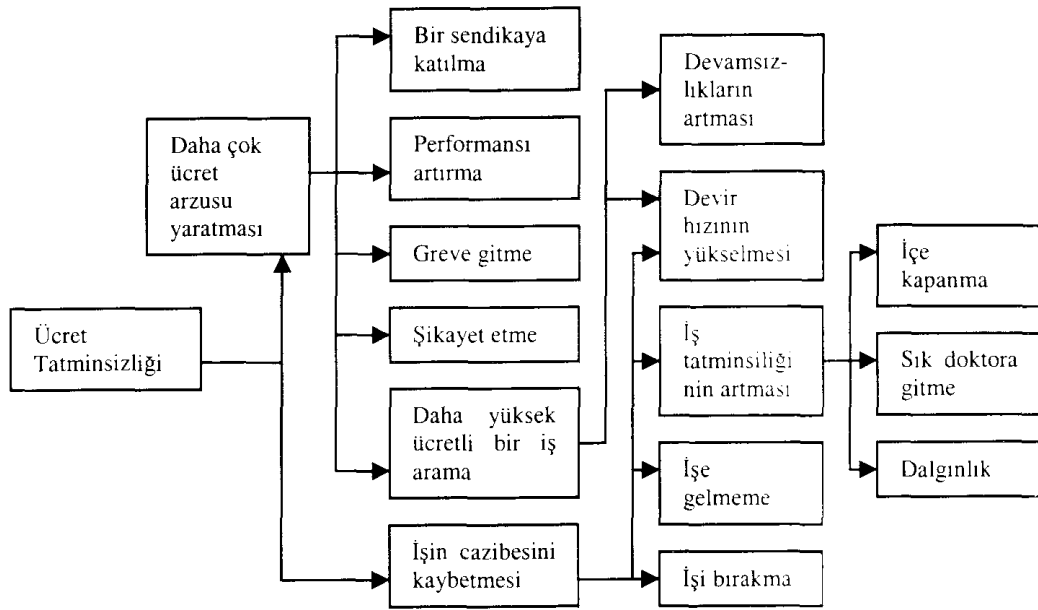 Ücret
Tatminsizliği
Daha çok
ücret
arzusu
yaratması
Bir sendikaya
katılma
Performansı
artırma
Greve gitme
Şikayet etme
Daha yüksek
ücretli bir iş
arama
İşin cazibesini
kaybetmesi
Devamsız-
lıkların
artması
Devir
hızının
yükselmesi
İş
tatminsiliği
nin artması
İşe
gelmeme
İşi bırakma
İçe
kapanma
Sık doktora
gitme
Dalgınlık